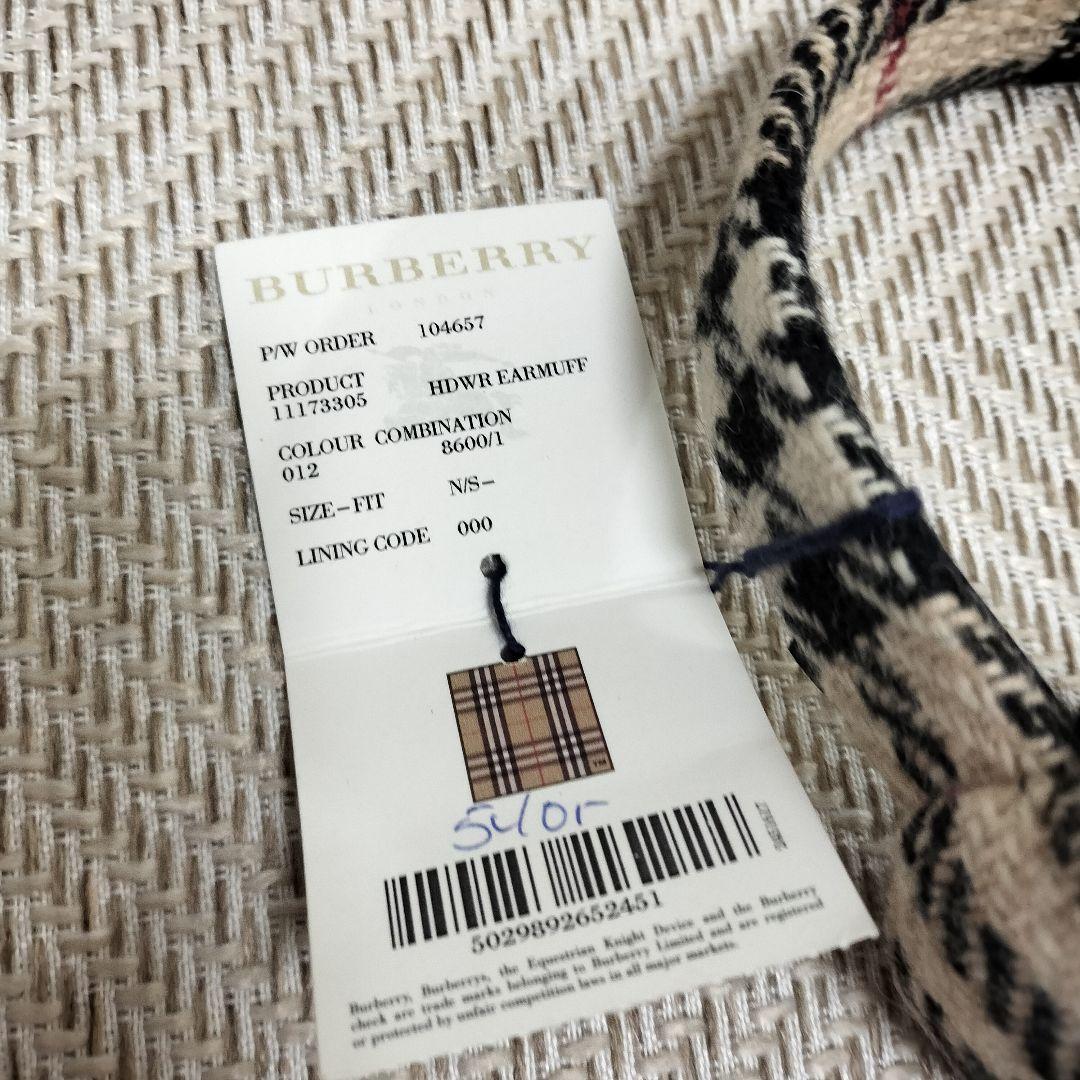 BURBERRY
LONDON
P/W ORDER 104657
PRODUCT
11173305 HDWR EARMUFF
COLOUR COMBINATION
012 8600/1
SIZE-FIT N/S-
LINING CODE 000
TM
5029892652451
Burberry, Burberrys, the Equestrian Knight Device and the Burberry
check are trade marks belonging to Burberry Limited and are registered
or protected by unfair competition laws in all major markets.